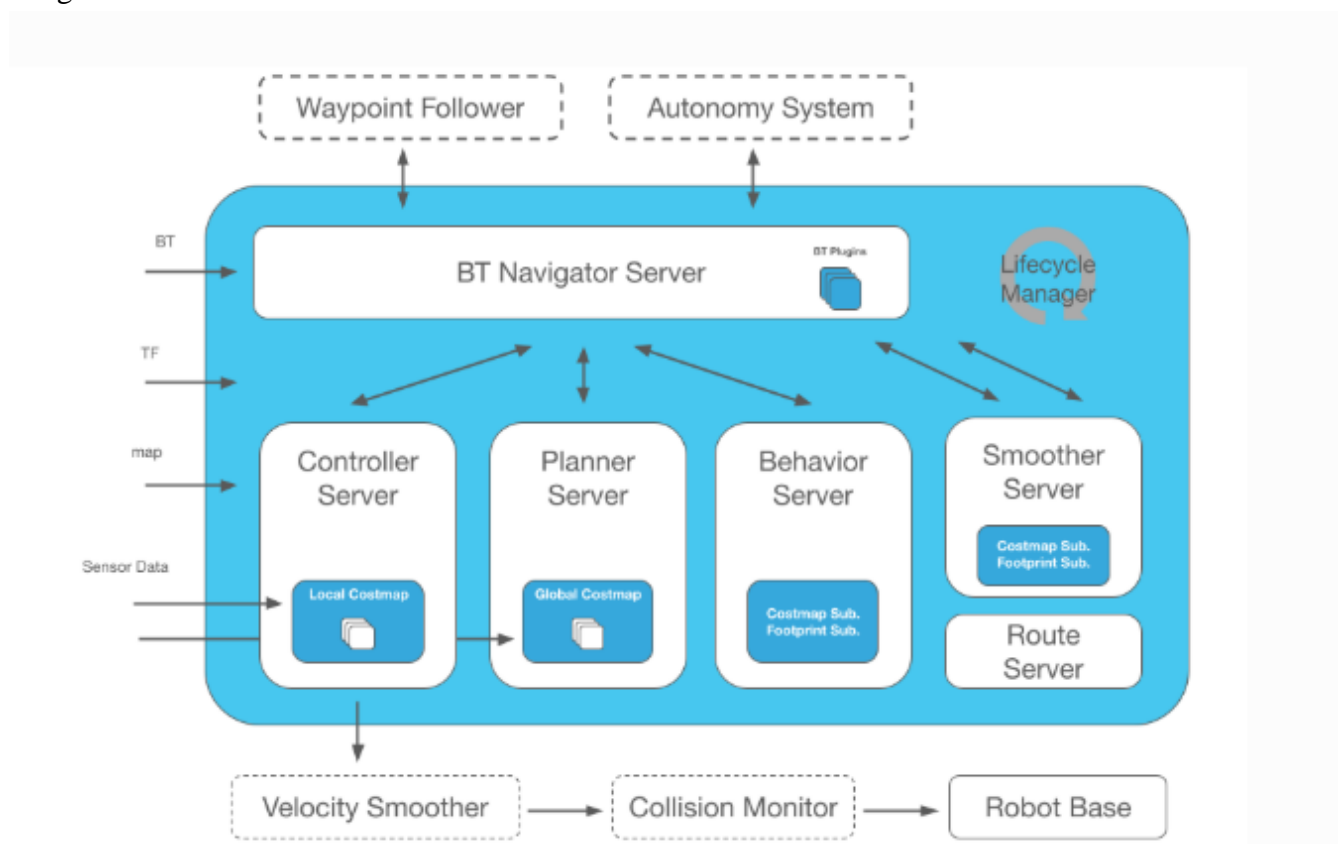 Waypoint Follower
Autonomy System
BT
BT Navigator Server
BT Plugins
Lifecycle
Manager
TF
map
Sensor Data
Controller
Server
Local Costmap
Planner
Server
Global Costmap
Behavior
Server
Costmap Sub.
Footprint Sub.
Smoother
Server
Costmap Sub.
Footprint Sub.
Route
Server
Velocity Smoother
Collision Monitor
Robot Base